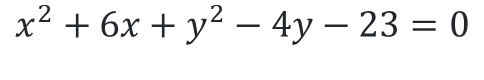 x² + 6x + y² − 4y − 23 = 0